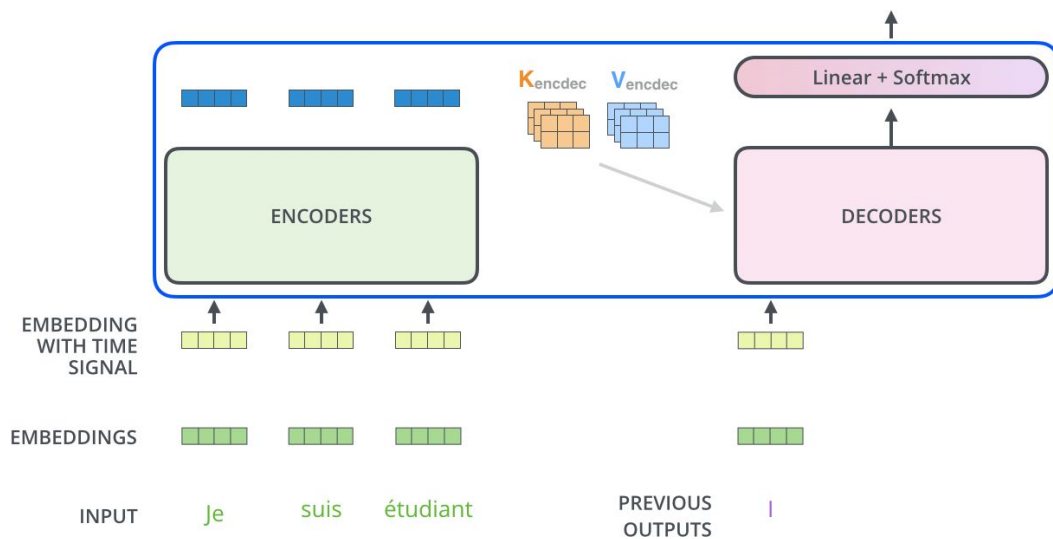 Linear + Softmax
Kencdec
Vencdec
ENCODERS
DECODERS
EMBEDDING
WITH TIME
SIGNAL
EMBEDDINGS
INPUT
Je
suis
étudiant
PREVIOUS
OUTPUTS
I